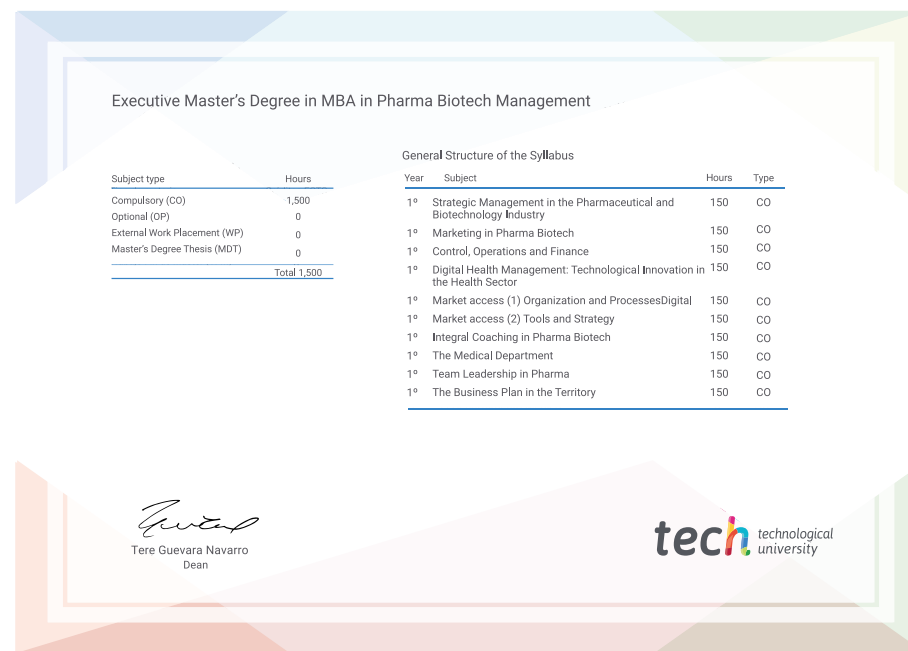 Executive Master's Degree in MBA in Pharma Biotech Management
Subject type Hours
Compulsory (CO) 1,500
Optional (OP) 0
External Work Placement (WP) 0
Master's Degree Thesis (MDT) 0
Total 1,500
General Structure of the Syllabus
Year Subject Hours Type
1º Strategic Management in the Pharmaceutical and 150 CO
Biotechnology Industry
1º Marketing in Pharma Biotech 150 CO
1º Control, Operations and Finance 150 CO
1º Digital Health Management: Technological Innovation in 150 CO
the Health Sector
1º Market access (1) Organization and ProcessesDigital 150 CO
1º Market access (2) Tools and Strategy 150 CO
1º Integral Coaching in Pharma Biotech 150 CO
1º The Medical Department 150 CO
1º Team Leadership in Pharma 150 CO
1º The Business Plan in the Territory 150 CO
Tere Guevara Navarro
Dean
tech technological
university